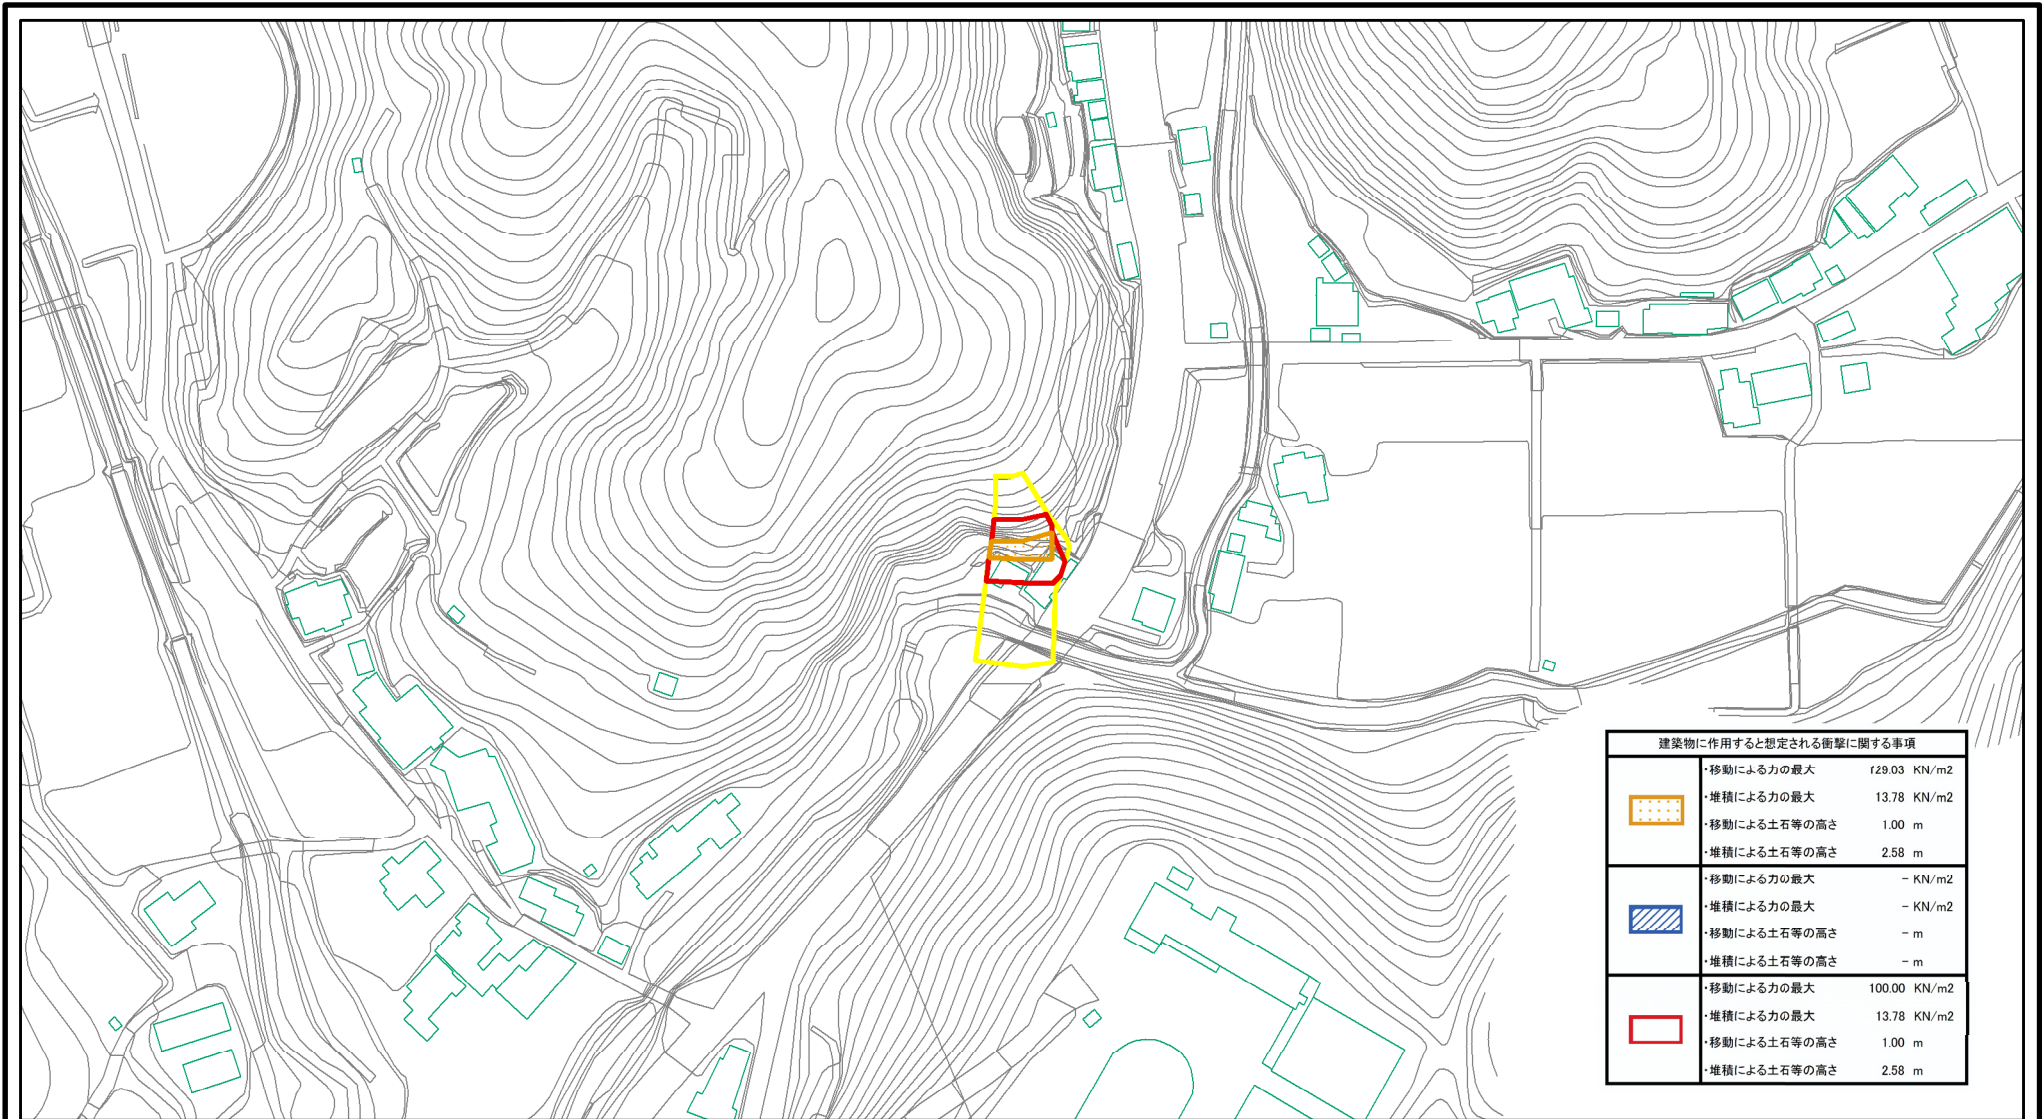 建築物に作用すると想定される衝撃に関する事項
・移動による力の最大 129.03 KN/m2
・堆積による力の最大 13.78 KN/m2
・移動による土石等の高さ 1.00 m
・堆積による土石等の高さ 2.58 m
・移動による力の最大 - KN/m2
・堆積による力の最大 - KN/m2
・移動による土石等の高さ - m
・堆積による土石等の高さ - m
・移動による力の最大 100.00 KN/m2
・堆積による力の最大 13.78 KN/m2
・移動による土石等の高さ 1.00 m
・堆積による土石等の高さ 2.58 m